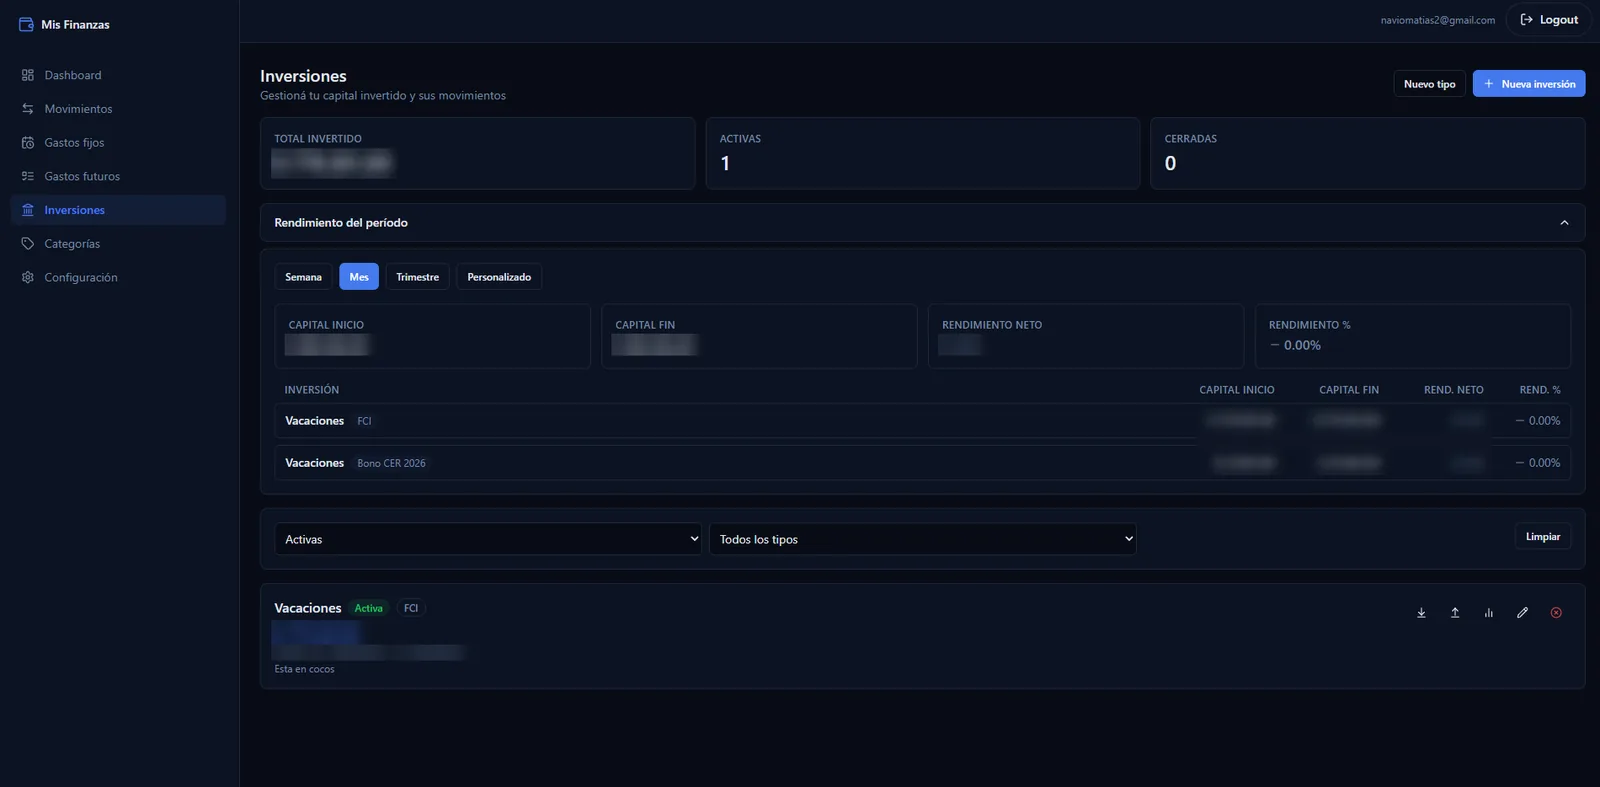 Mis Finanzas
naviomatias2@gmail.com
Logout
Dashboard
Movimientos
Gastos fijos
Gastos futuros
Inversiones
Categorías
Configuración
Inversiones
Gestioná tu capital invertido y sus movimientos
Nuevo tipo
Nueva inversión
TOTAL INVERTIDO
ACTIVAS
1
CERRADAS
0
Rendimiento del período
Semana Mes Trimestre Personalizado
CAPITAL INICIO
CAPITAL FIN
RENDIMIENTO NETO
RENDIMIENTO %
— 0.00%
INVERSIÓN CAPITAL INICIO CAPITAL FIN REND. NETO REND. %
Vacaciones FCI — 0.00%
Vacaciones Bono CER 2026 — 0.00%
Activas
Todos los tipos
Limpiar
Vacaciones Activa FCI
Esta en cocos